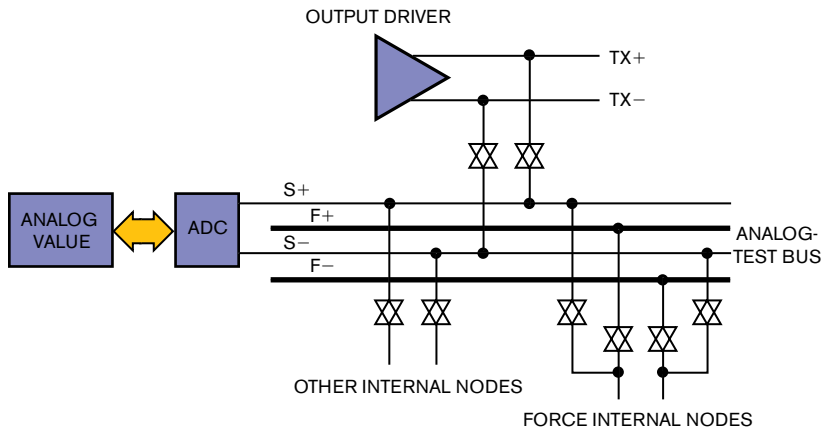 OUTPUT DRIVER
TX+
TX−
S+
F+
S−
F−
ANALOG
VALUE
ADC
ANALOG-
TEST BUS
OTHER INTERNAL NODES
FORCE INTERNAL NODES